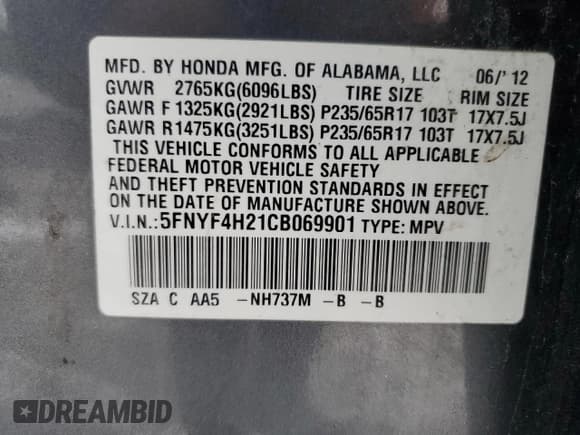 MFD. BY HONDA MFG. OF ALABAMA, LLC 06/'12
GVWR 2765KG(6096LBS) TIRE SIZE RIM SIZE
GAWR F 1325KG(2921LBS) P235/65R17 103T 17X7.5J
GAWR R1475KG(3251LBS) P235/65R17 103T 17X7.5J
THIS VEHICLE CONFORMS TO ALL APPLICABLE
FEDERAL MOTOR VEHICLE SAFETY
AND THEFT PREVENTION STANDARDS IN EFFECT
ON THE DATE OF MANUFACTURE SHOWN ABOVE.
V.I.N.:5FNYF4H21CB069901 TYPE: MPV
SZA C AA5 -NH737M -B -B
DREAMBID